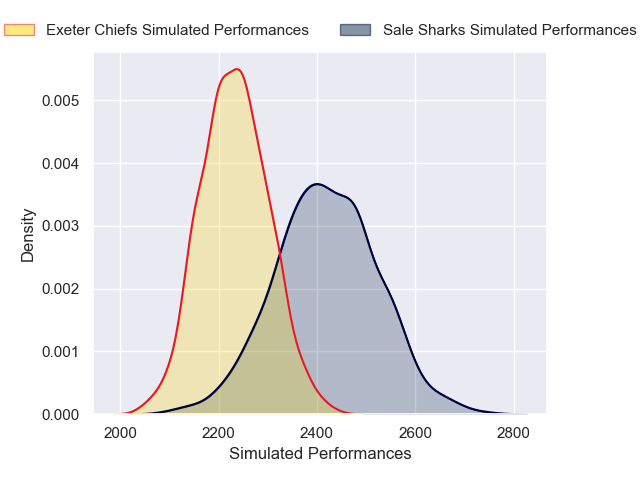 Exeter Chiefs Simulated Performances
Sale Sharks Simulated Performances
0.005
0.004
0.003
0.002
0.001
0.000
Density
2000
2200
2400
2600
2800
Simulated Performances